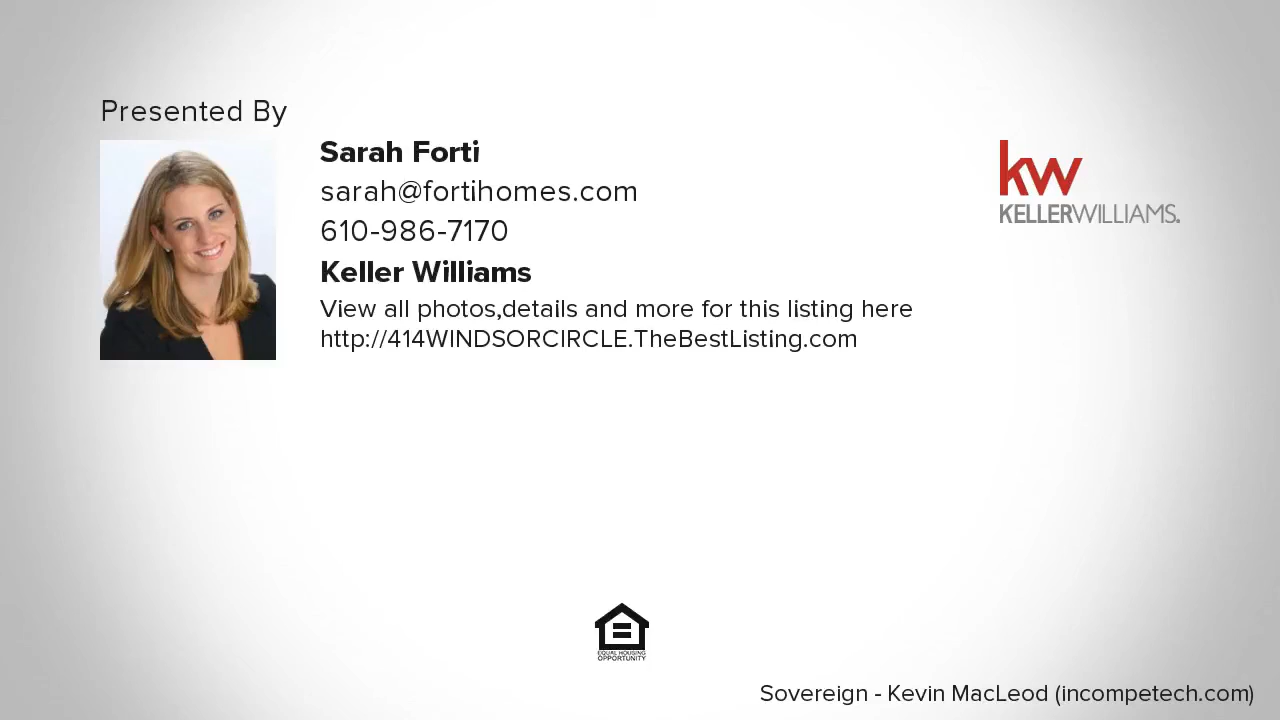 Presented By
Sarah Forti
sarah@fortihomes.com
610-986-7170
Keller Williams
View all photos,details and more for this listing here
http://414WINDSORCIRCLE.TheBestListing.com
kw
KELLERWILLIAMS.
EQUAL HOUSING
OPPORTUNITY
Sovereign - Kevin MacLeod (incompetech.com)